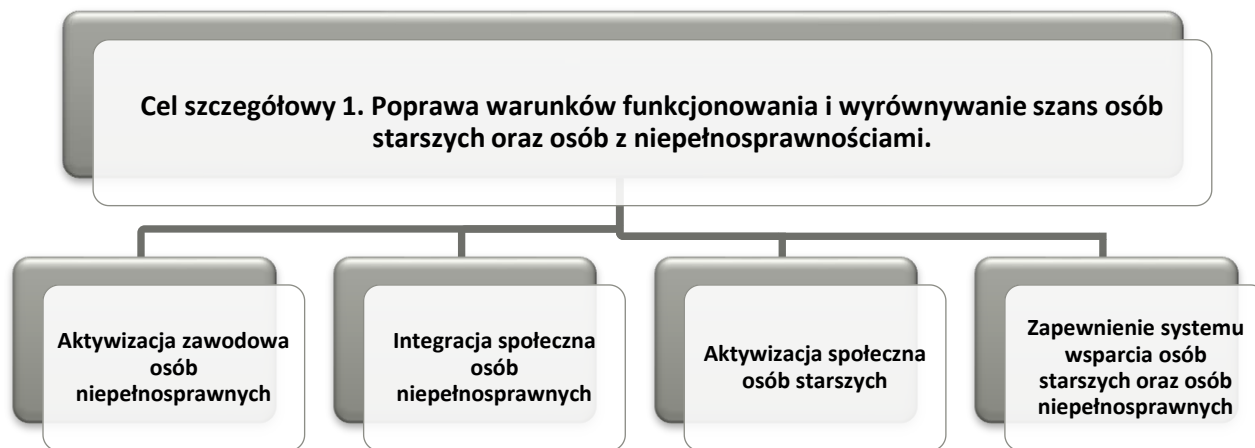 Cel szczegółowy 1. Poprawa warunków funkcjonowania i wyrównywanie szans osób
starszych oraz osób z niepełnosprawnościami.
Aktywizacja zawodowa
osób
niepełnosprawnych
Integracja społeczna
osób
niepełnosprawnych
Aktywizacja społeczna
osób starszych
Zapewnienie systemu
wsparcia osób
starszych oraz osób
niepełnosprawnych